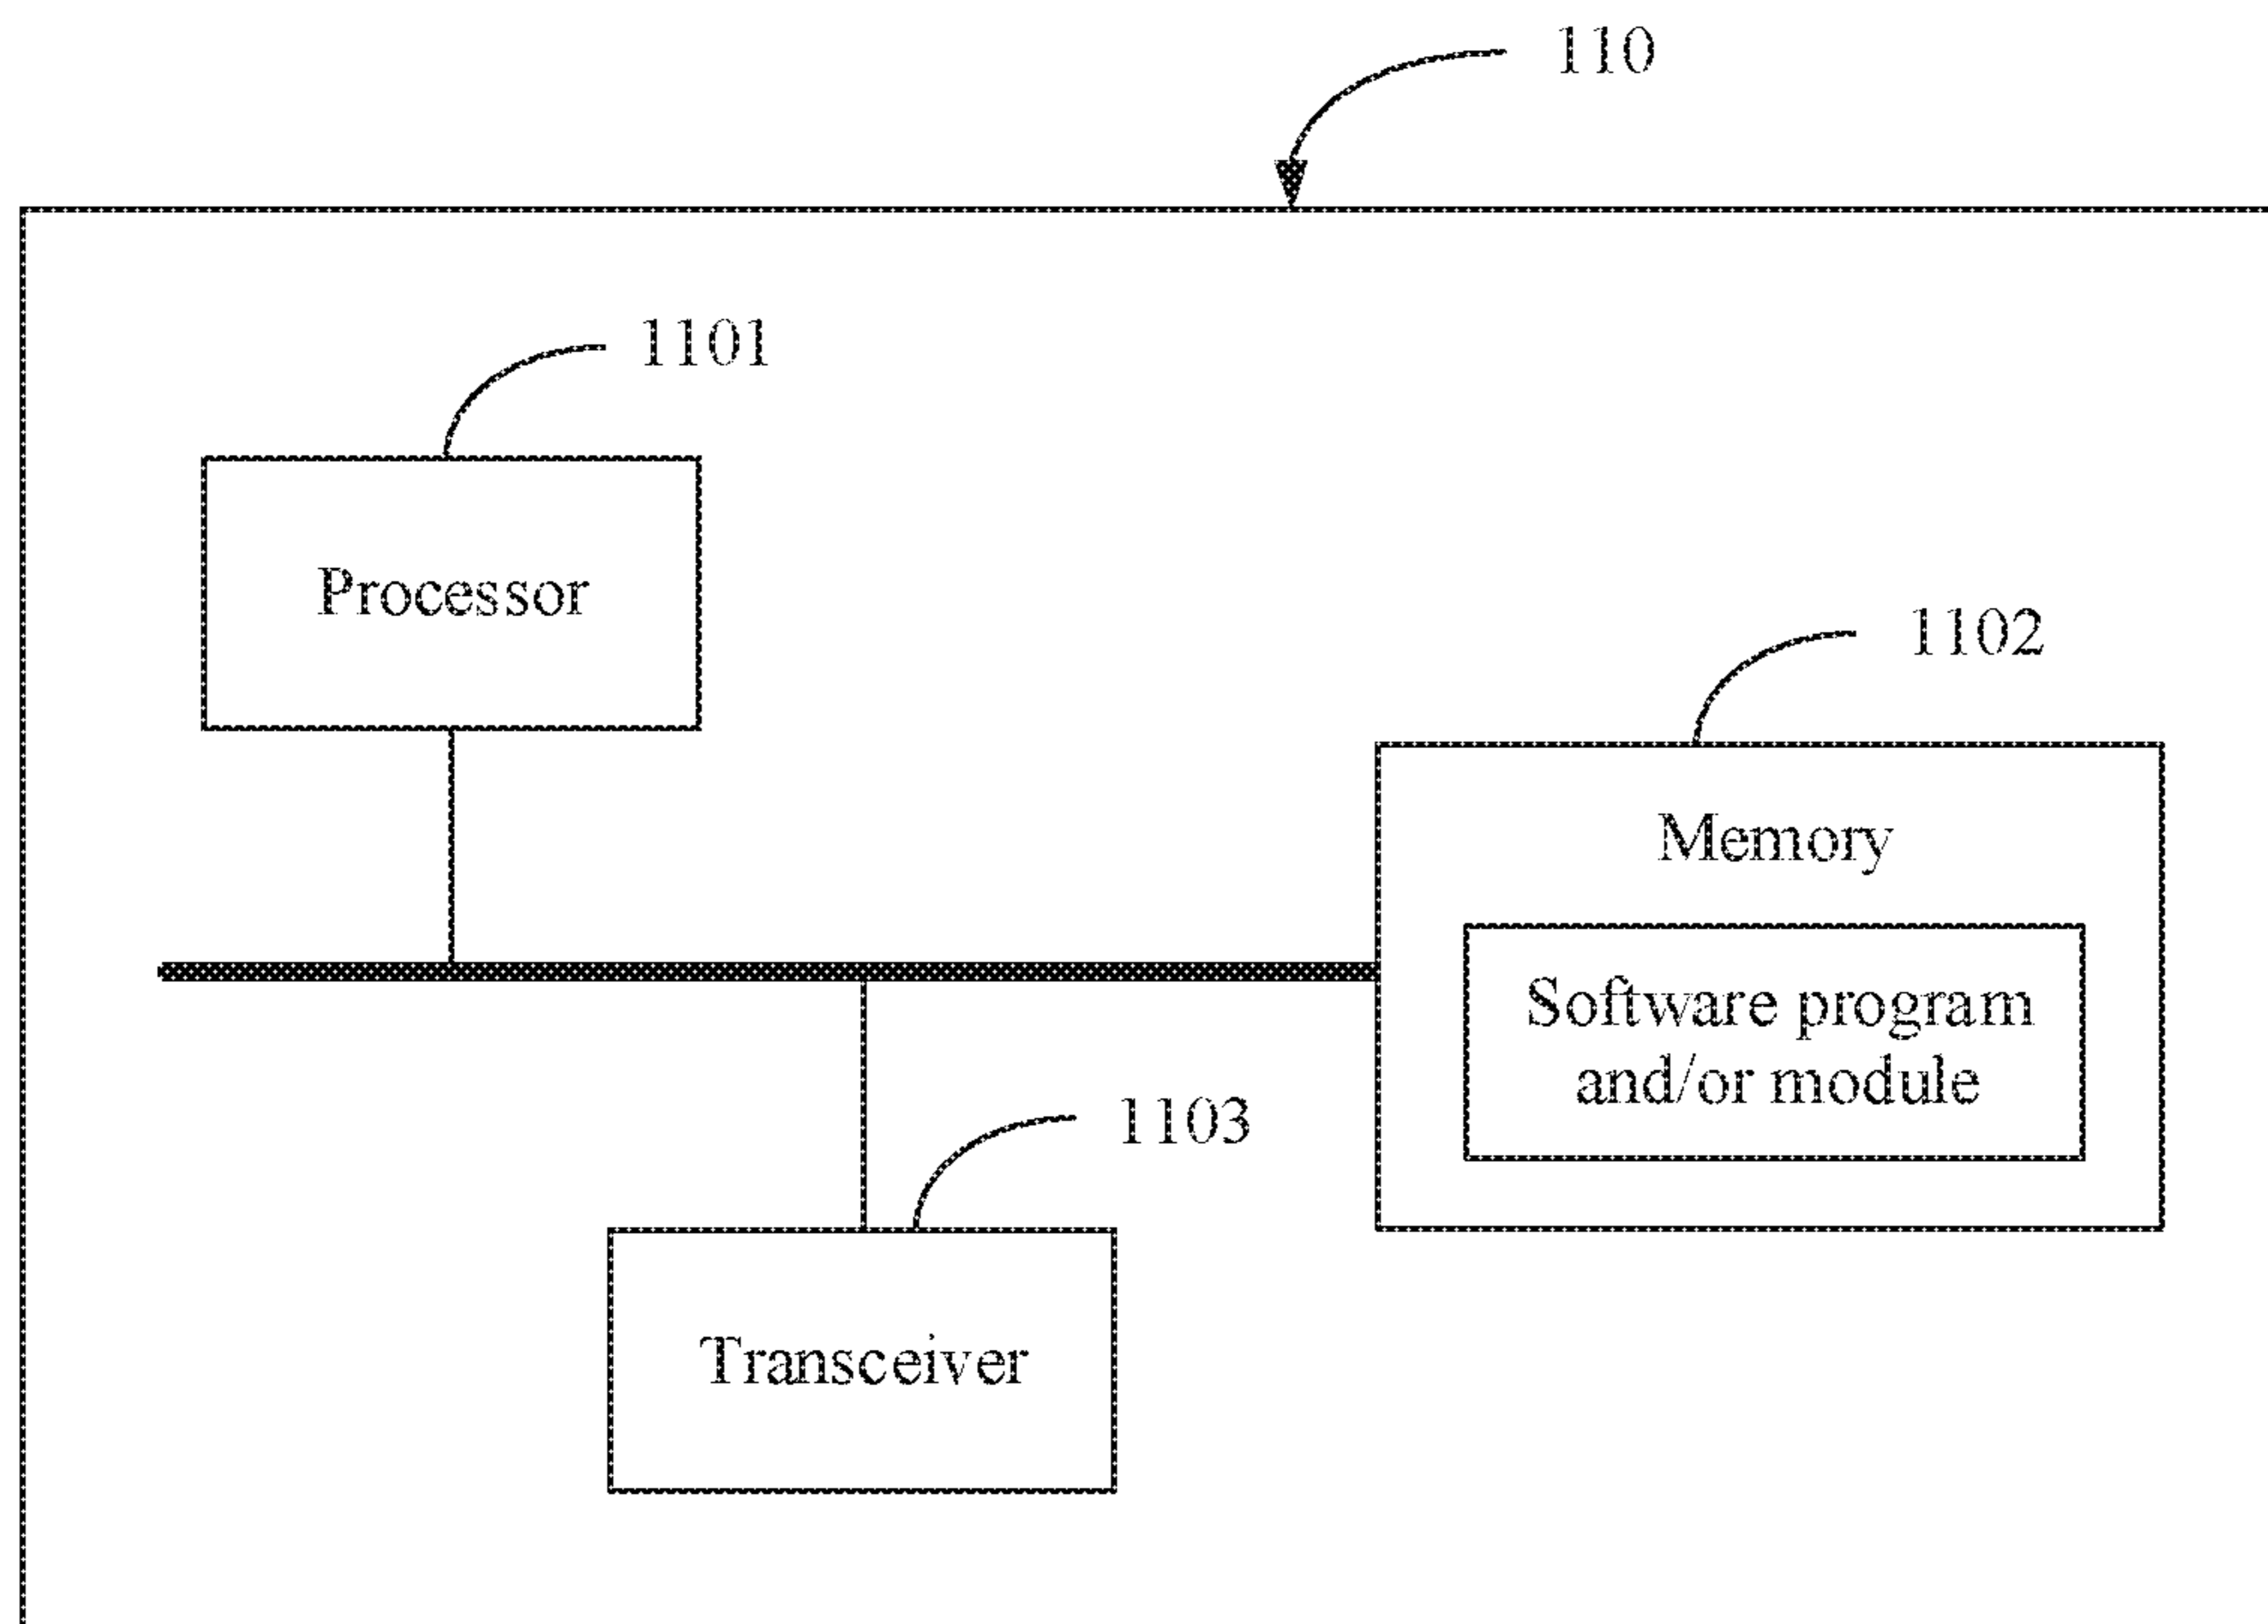 110
1101
Processor
1102
Memory
Software program
and/or module
1103
Transceiver